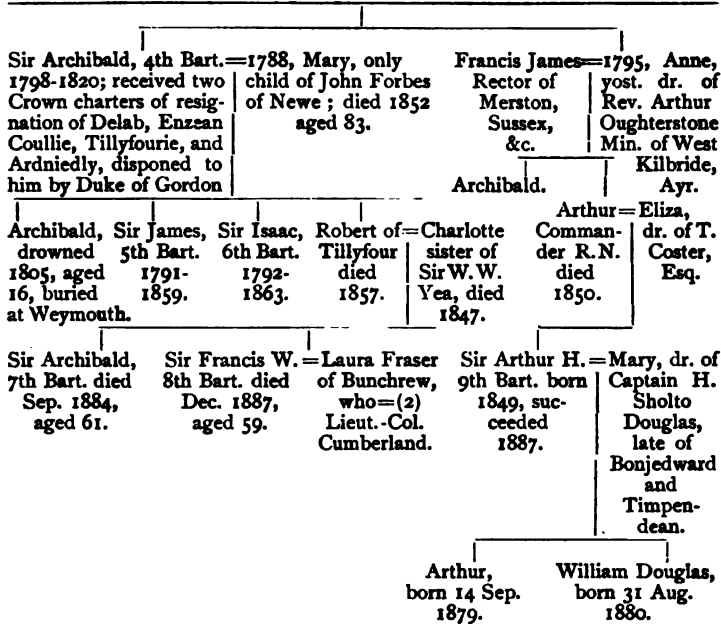 Sir Archibald, 4th Bart.=1788, Mary, only
1798-1820; received two child of John Forbes
Crown charters of resig- of Newe; died 1852
nation of Delab, Enzean aged 83.
Coullie, Tillyfourie, and
Ardniedly, disponed to
him by Duke of Gordon
Francis James=1795, Anne,
Rector of yost. dr. of
Merston, Rev. Arthur
Sussex, Oughterstone
&c. Min. of West
Kilbride,
Archibald. Ayr.
Archibald,
drowned
1805, aged
16, buried
at Weymouth.
Sir James,
5th Bart.
1791-
1859.
Sir Isaac,
6th Bart.
1792-
1863.
Robert of=Charlotte
Tillyfour sister of
died Sir W. W.
1857. Yea, died
1847.
Arthur=Eliza,
Comman- dr. of T.
der R.N. Coster,
died Esq.
1850.
Sir Archibald,
7th Bart. died
Sep. 1884,
aged 61.
Sir Francis W.=Laura Fraser
8th Bart. died of Bunchrew,
Dec. 1887, who=(2)
aged 59. Lieut.-Col.
Cumberland.
Sir Arthur H.=Mary, dr. of
9th Bart. born Captain H.
1849, suc- Sholto
ceeded Douglas,
1887. late of
Bonjedward
and
Timpen-
dean.
Arthur,
born 14 Sep.
1879.
William Douglas,
born 31 Aug.
1880.